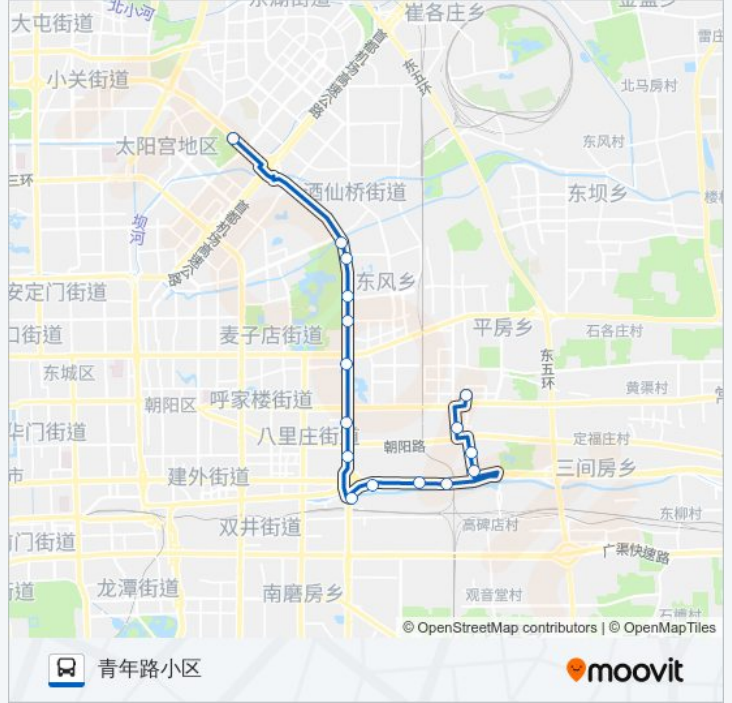 北小河
东湖街道
崔各庄乡
大屯街道
首都机场高速公路
东五环
小关街道
北马房村
太阳宫地区
东风村
三环
酒仙桥街道
东坝乡
坝河
首都机场高速公路
安定门街道
东风乡
口街道
麦子店街道
平房乡
石各庄村
东五环
东城区
黄渠村
朝阳区
呼家楼街道
华门街道
八里庄街道
朝阳路
定福庄村
市
建外街道
三间房乡
双井街道
高碑店村
东柳村
前门街道
广渠快速路
龙潭街道
南磨房乡
观音堂村
街道
© OpenStreetMap contributors | © OpenMapTiles
青年路小区
moovit